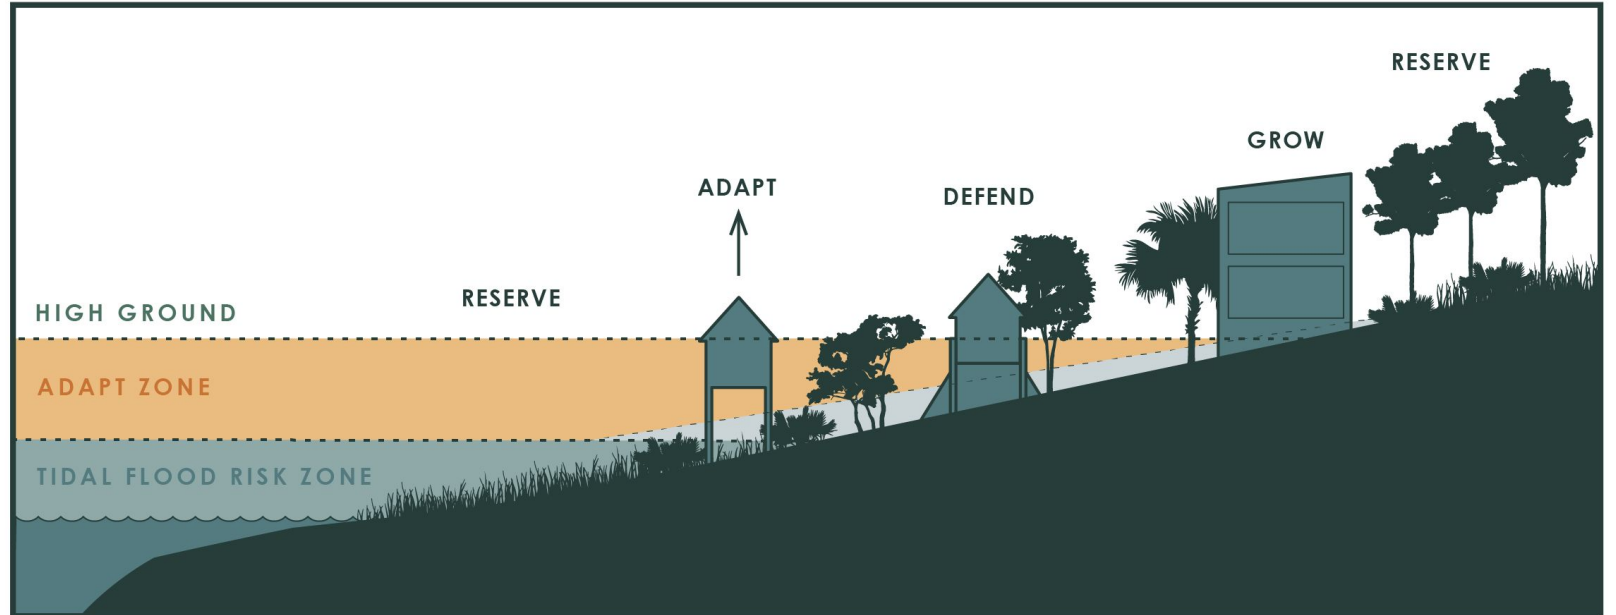 RESERVE
GROW
ADAPT
DEFEND
RESERVE
HIGH GROUND
ADAPT ZONE
TIDAL FLOOD RISK ZONE